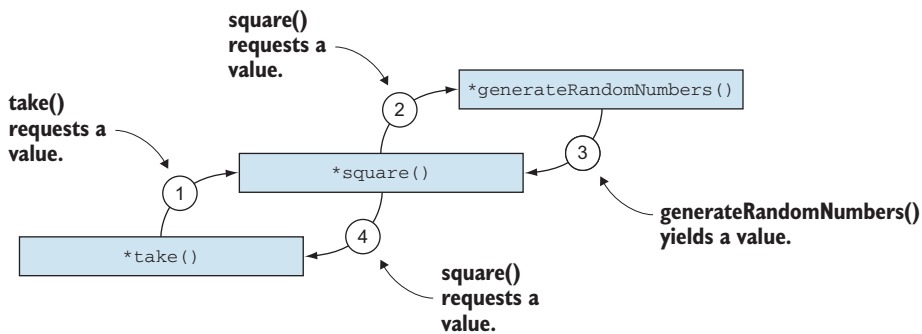 square()
requests a
value.
2
*generateRandomNumbers()
take()
requests a
value.
3
*square()
1
generateRandomNumbers()
yields a value.
4
*take()
square()
requests a
value.